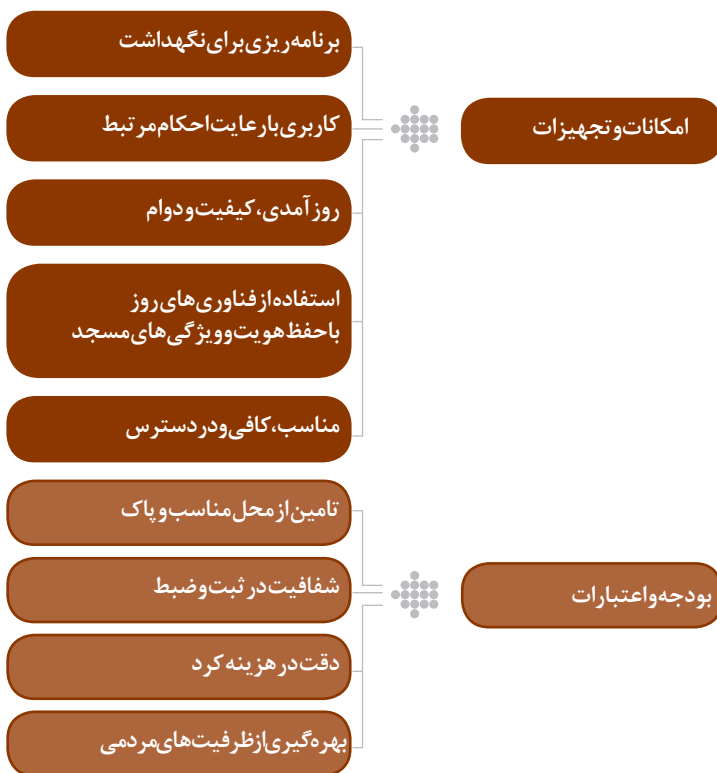 امکانات و تجهیزات
برنامه ریزی برای نگهداشت
کاربری با رعایت احکام مرتبط
روزآمدی، کیفیت و دوام
استفاده از فناوری های روز
با حفظ هویت و ویژگی های مسجد
مناسب، کافی و در دسترس
بودجه و اعتبارات
تامین از محل مناسب و پاک
شفافیت در ثبت و ضبط
دقت در هزینه کرد
بهره گیری از ظرفیت های مردمی